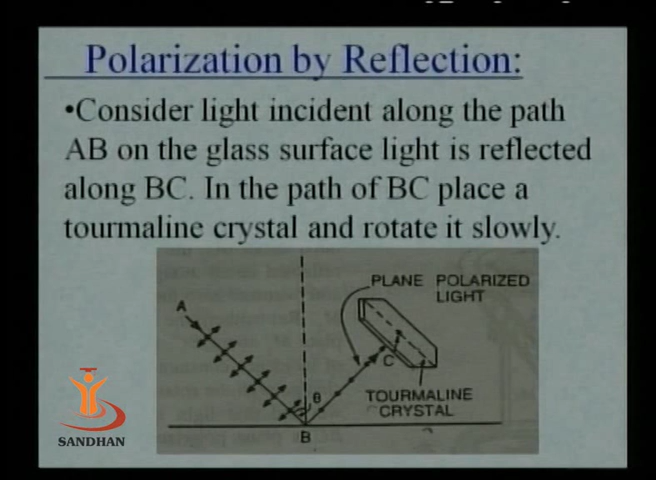 Polarization by Reflection:
•Consider light incident along the path
AB on the glass surface light is reflected
along BC. In the path of BC place a
tourmaline crystal and rotate it slowly.
PLANE POLARIZED
LIGHT
A
C
θ
TOURMALINE
CRYSTAL
B
SANDHAN